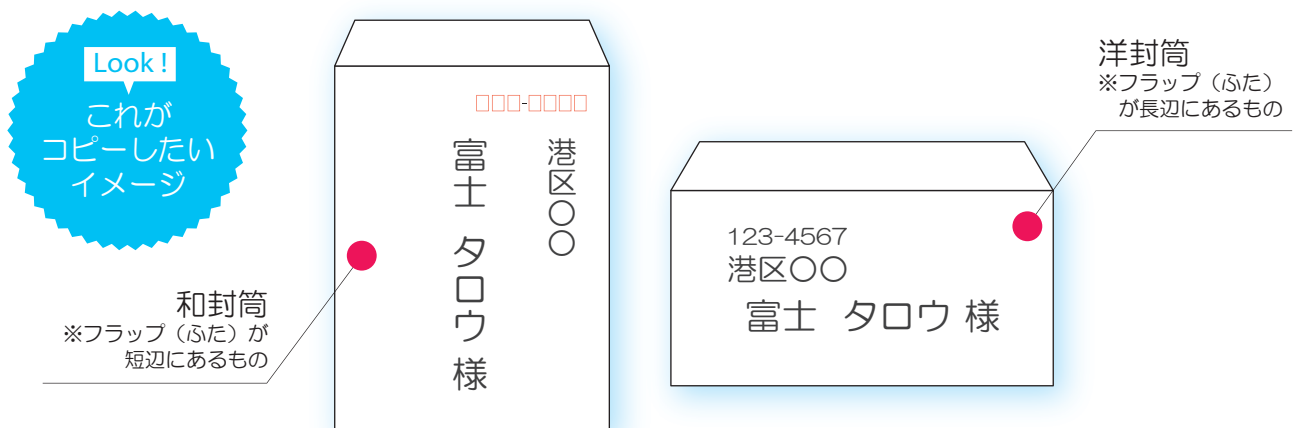 Look!
これが
コピーしたい
イメージ
和封筒
※フラップ（ふた）が
短辺にあるもの
□□□-□□□□
港区〇〇
富士 タロウ 様
洋封筒
※フラップ（ふた）
が長辺にあるもの
123-4567
港区〇〇
富士 タロウ 様